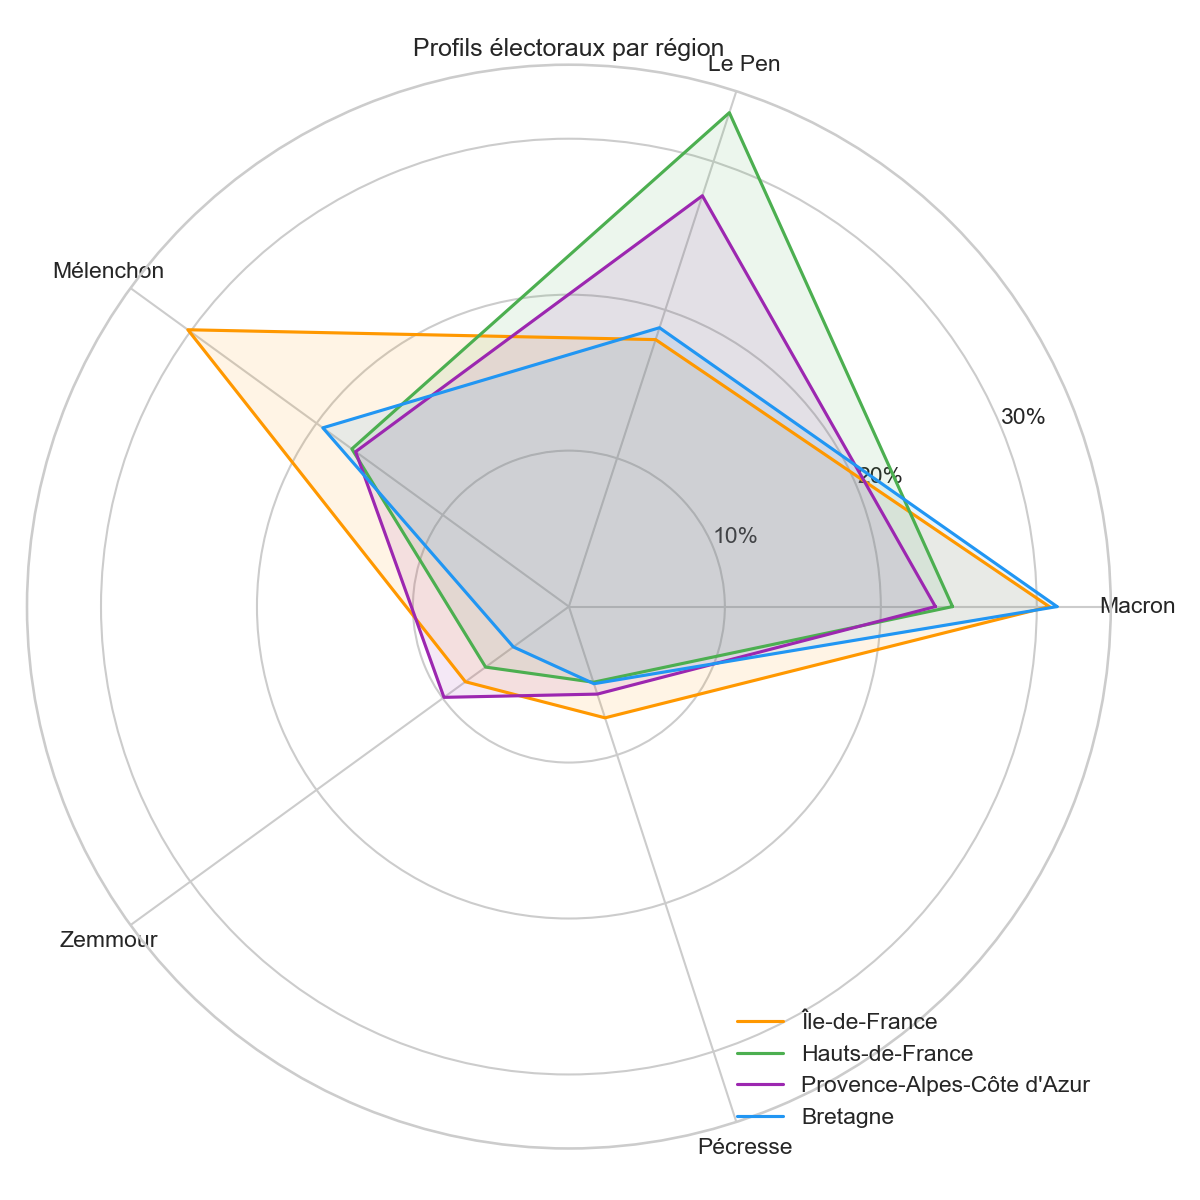 Profils électoraux par région
Le Pen
Mélenchon
30%
20%
10%
Macron
Zemmour
Île-de-France
Hauts-de-France
Provence-Alpes-Côte d'Azur
Bretagne
Pécresse